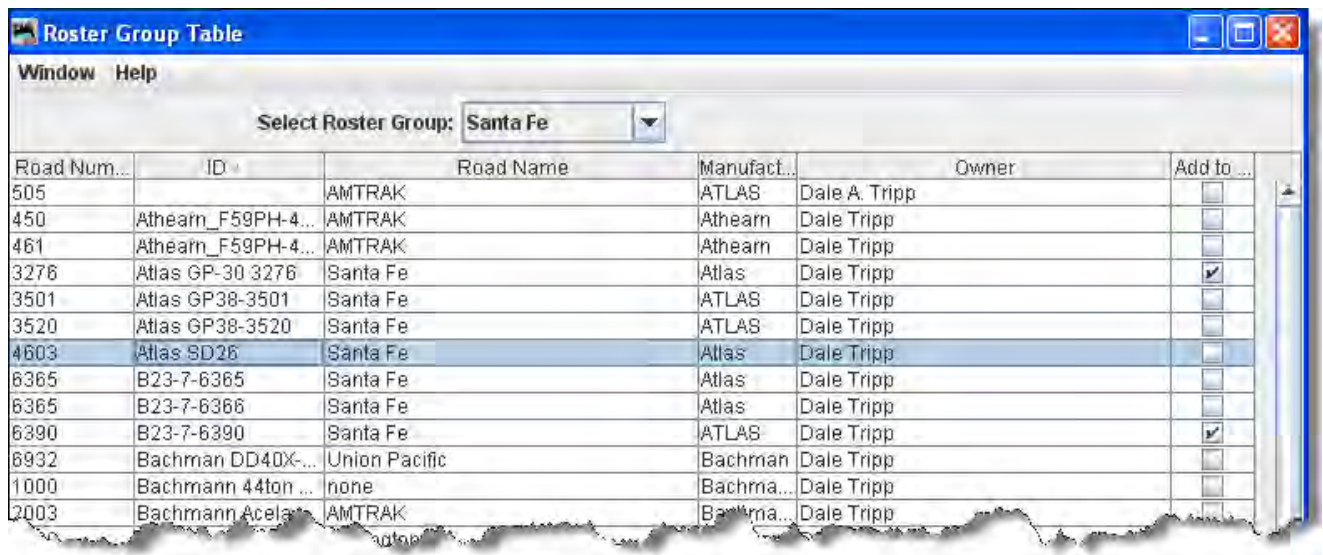 Roster Group Table
Window Help
Select Roster Group: Santa Fe
Road Num... ID Road Name Manufact... Owner Add to ...
505 AMTRAK ATLAS Dale A. Tripp
450 Athearn_F59PH-4... AMTRAK Athearn Dale Tripp
461 Athearn_F59PH-4... AMTRAK Athearn Dale Tripp
3276 Atlas GP-30 3276 Santa Fe Atlas Dale Tripp
3501 Atlas GP38-3501 Santa Fe ATLAS Dale Tripp
3520 Atlas GP38-3520 Santa Fe ATLAS Dale Tripp
4603 Atlas SD26 Santa Fe Atlas Dale Tripp
6365 B23-7-6365 Santa Fe Atlas Dale Tripp
6365 B23-7-6366 Santa Fe Atlas Dale Tripp
6390 B23-7-6390 Santa Fe ATLAS Dale Tripp
6932 Bachman DD40X-... Union Pacific Bachman Dale Tripp
1000 Bachmann 44ton ... none Bachma... Dale Tripp
2003 Bachmann AMTRAK Dale Tripp